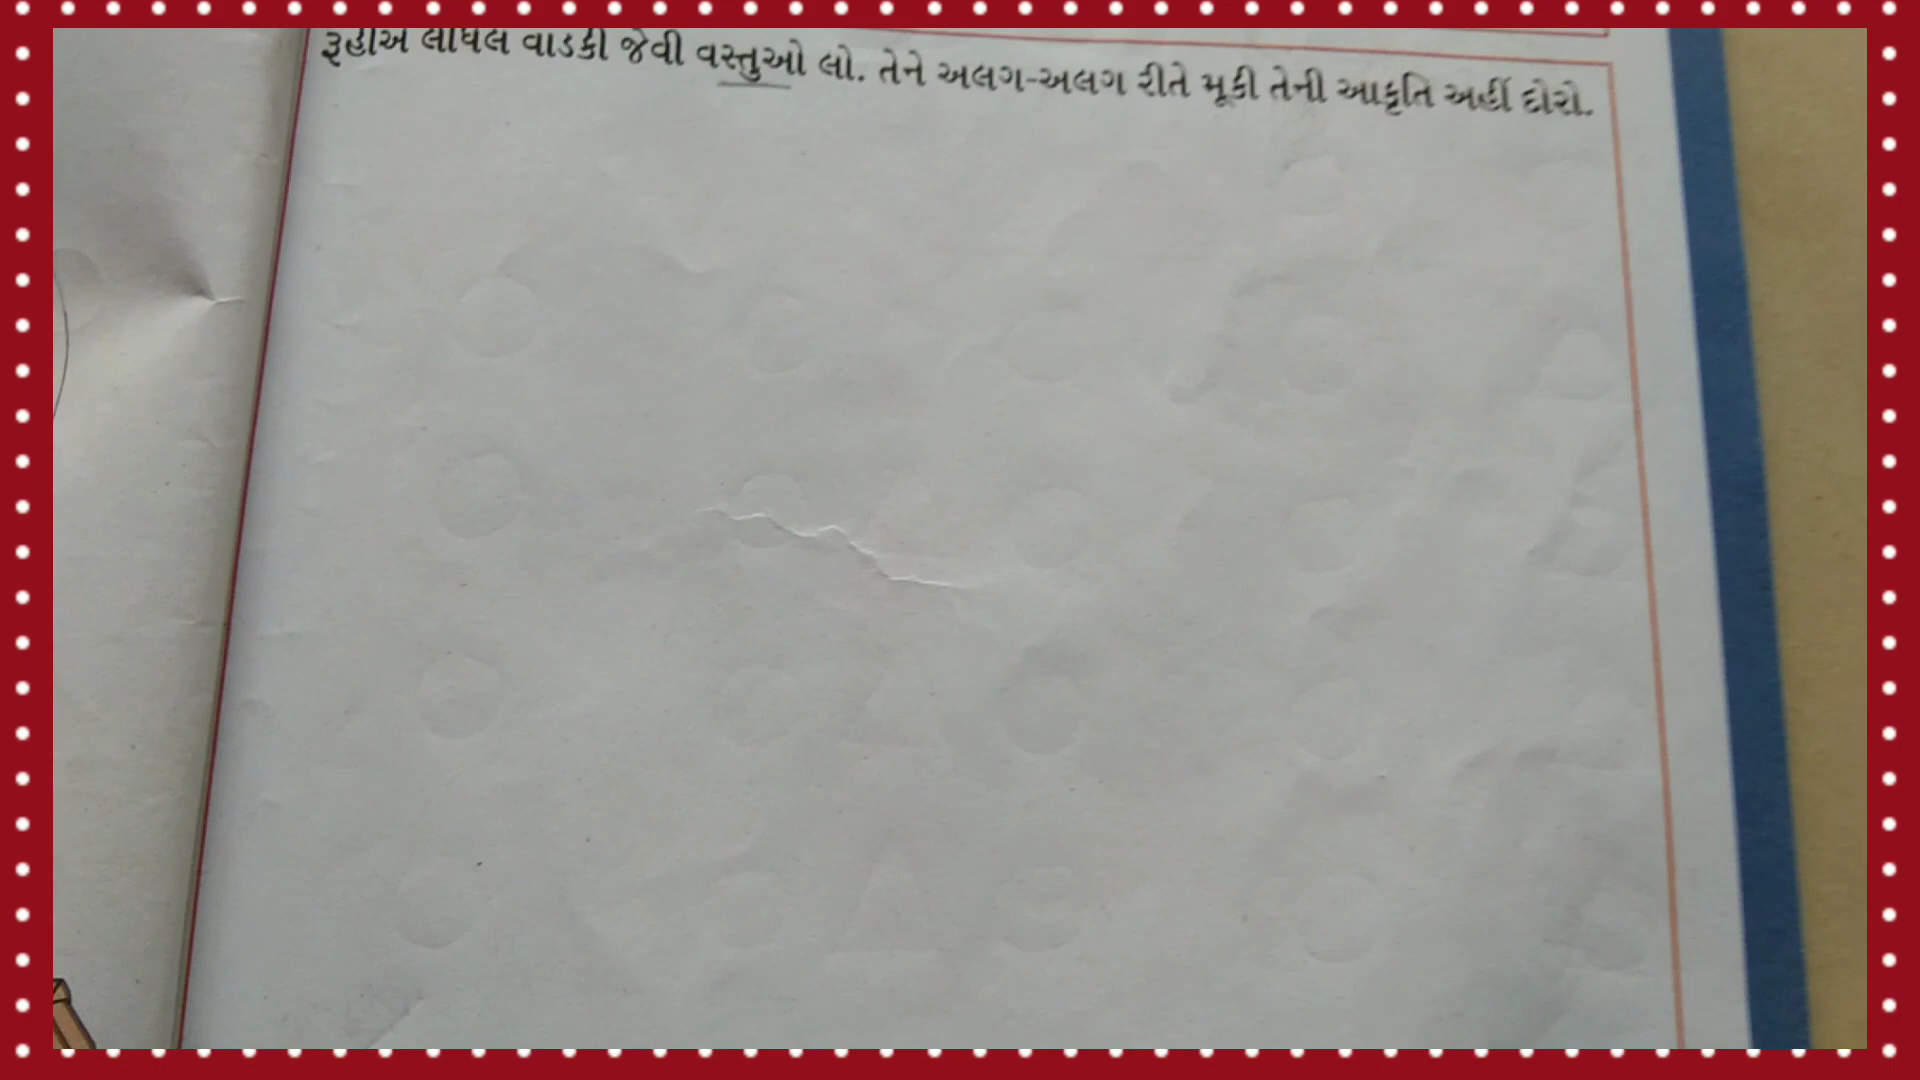 રૂહીએ લીધેલ વાડકી જેવી વસ્તુઓ લો. તેને અલગ-અલગ રીતે મૂકી તેની આકૃતિ અહીં દોરો.